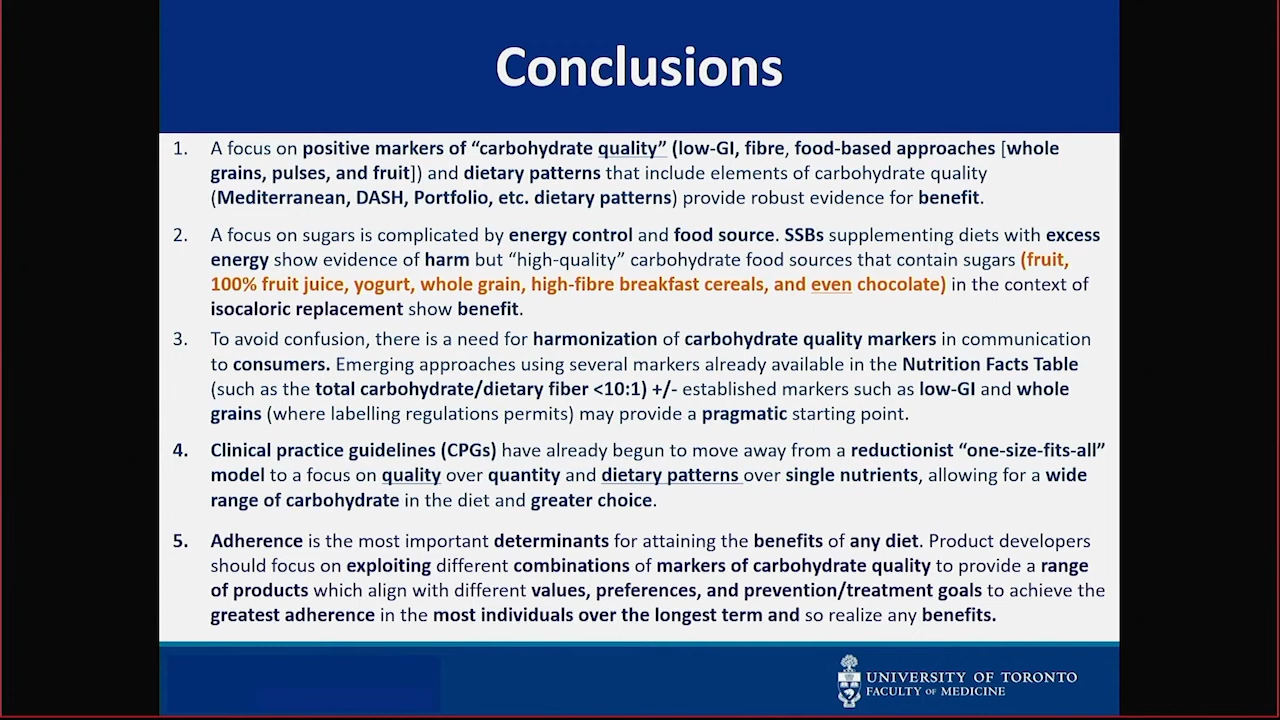 Conclusions
1. A focus on positive markers of “carbohydrate quality” (low-GI, fibre, food-based approaches [whole
grains, pulses, and fruit]) and dietary patterns that include elements of carbohydrate quality
(Mediterranean, DASH, Portfolio, etc. dietary patterns) provide robust evidence for benefit.
2. A focus on sugars is complicated by energy control and food source. SSBs supplementing diets with excess
energy show evidence of harm but “high-quality” carbohydrate food sources that contain sugars (fruit,
100% fruit juice, yogurt, whole grain, high-fibre breakfast cereals, and even chocolate) in the context of
isocaloric replacement show benefit.
3. To avoid confusion, there is a need for harmonization of carbohydrate quality markers in communication
to consumers. Emerging approaches using several markers already available in the Nutrition Facts Table
(such as the total carbohydrate/dietary fiber <10:1) +/- established markers such as low-GI and whole
grains (where labelling regulations permits) may provide a pragmatic starting point.
4. Clinical practice guidelines (CPGs) have already begun to move away from a reductionist “one-size-fits-all”
model to a focus on quality over quantity and dietary patterns over single nutrients, allowing for a wide
range of carbohydrate in the diet and greater choice.
5. Adherence is the most important determinants for attaining the benefits of any diet. Product developers
should focus on exploiting different combinations of markers of carbohydrate quality to provide a range
of products which align with different values, preferences, and prevention/treatment goals to achieve the
greatest adherence in the most individuals over the longest term and so realize any benefits.
UNIVERSITY OF TORONTO
FACULTY OF MEDICINE